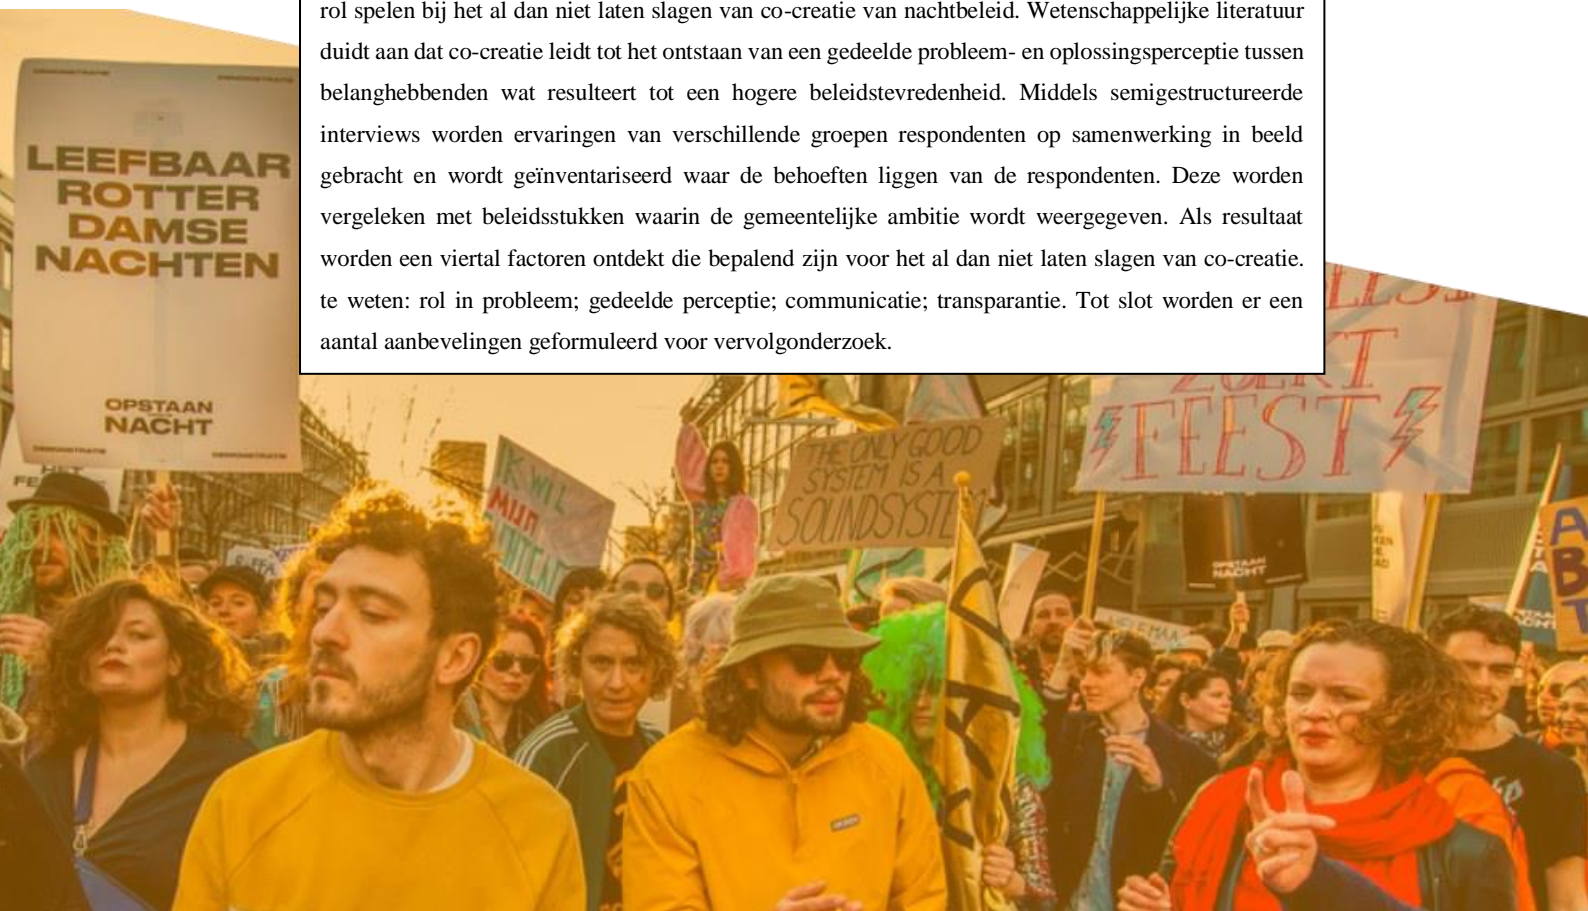 rol spelen bij het al dan niet laten slagen van co-creatie van nachtbeleid. Wetenschappelijke literatuur
duidt aan dat co-creatie leidt tot het ontstaan van een gedeelde probleem- en oplossingsperceptie tussen
belanghebbenden wat resulteert tot een hogere beleidstevredenheid. Middels semigestructureerde
interviews worden ervaringen van verschillende groepen respondenten op samenwerking in beeld
gebracht en wordt geïnventariseerd waar de behoeften liggen van de respondenten. Deze worden
vergeleken met beleidsstukken waarin de gemeentelijke ambitie wordt weergegeven. Als resultaat
worden een viertal factoren ontdekt die bepalend zijn voor het al dan niet laten slagen van co-creatie.
te weten: rol in probleem; gedeelde perceptie; communicatie; transparantie. Tot slot worden er een
aantal aanbevelingen geformuleerd voor vervolgonderzoek.
LEEFBAAR
ROTTER
DAMSE
NACHTEN
OPSTAAN
NACHT
IK WIL
MIJN
THE ONLY GOOD
SYSTEM IS A
SOUNDSYSTEM
ZOEKT
FEEST
OPSTAAN
NACHT